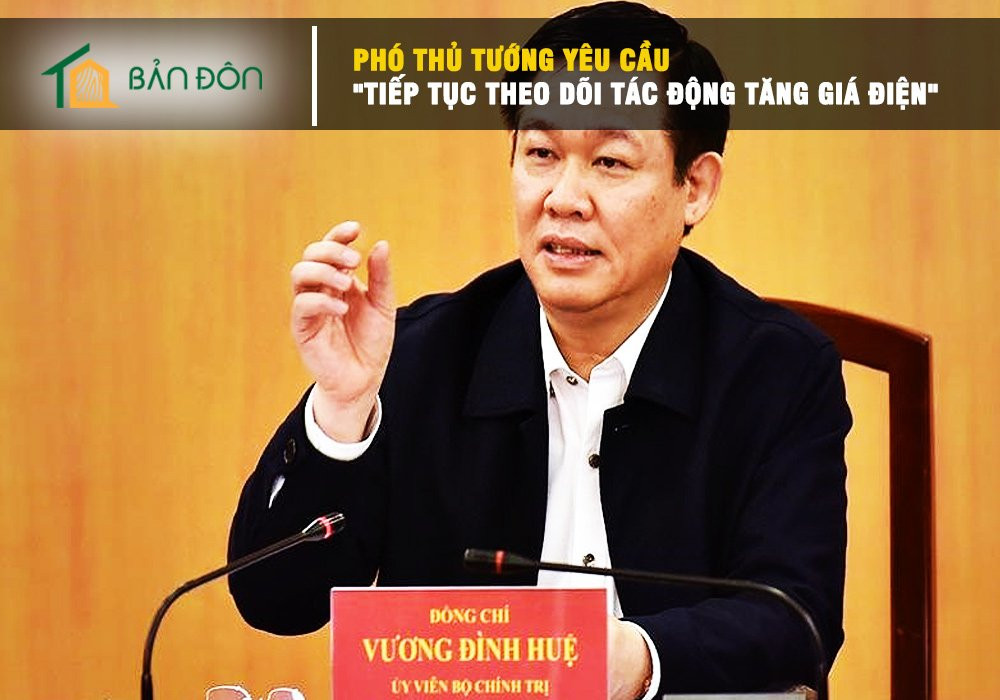 BẢN ĐÔN
PHÓ THỦ TƯỚNG YÊU CẦU
"TIẾP TỤC THEO DÕI TÁC ĐỘNG TĂNG GIÁ ĐIỆN"
ĐỒNG CHÍ
VƯƠNG ĐÌNH HUỆ
ỦY VIÊN BỘ CHÍNH TRỊ